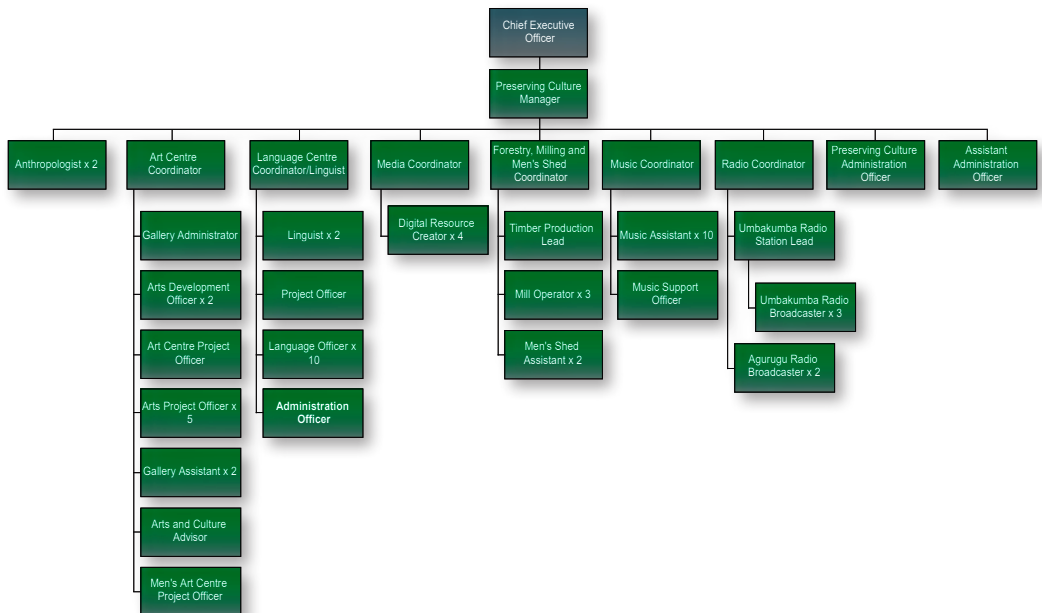 Chief Executive
Officer
Preserving Culture
Manager
Anthropologist x 2
Art Centre
Coordinator
Language Centre
Coordinator/Linguist
Media Coordinator
Forestry, Milling and
Men's Shed
Coordinator
Music Coordinator
Radio Coordinator
Preserving Culture
Administration
Officer
Assistant
Administration
Officer
Gallery Administrator
Arts Development
Officer x 2
Art Centre Project
Officer
Arts Project Officer x
5
Gallery Assistant x 2
Arts and Culture
Advisor
Men's Art Centre
Project Officer
Linguist x 2
Project Officer
Language Officer x
10
Administration
Officer
Digital Resource
Creator x 4
Timber Production
Lead
Mill Operator x 3
Men's Shed
Assistant x 2
Music Assistant x 10
Music Support
Officer
Umbakumba Radio
Station Lead
Umbakumba Radio
Broadcaster x 3
Agurugu Radio
Broadcaster x 2